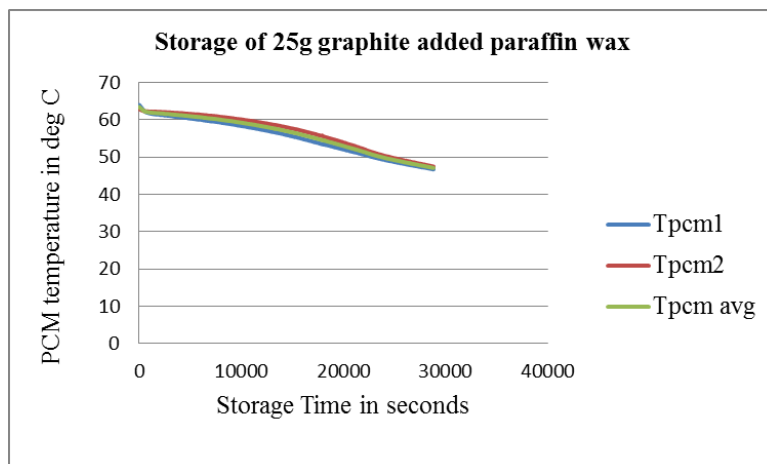 Storage of 25g graphite added paraffin wax
PCM temperature in deg C
70
60
50
40
30
20
10
0
0 10000 20000 30000 40000
Storage Time in seconds
Tpcm1
Tpcm2
Tpcm avg